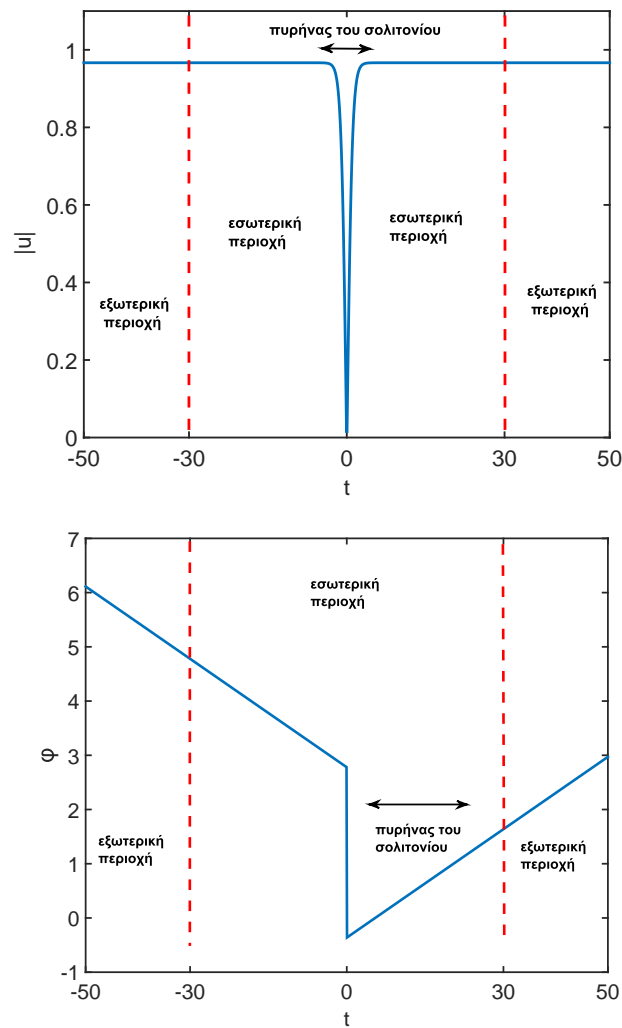 πυρήνας του σολιτονίου
1
0.8
0.6
0.4
0.2
0
|u|
εσωτερική
περιοχή
εσωτερική
περιοχή
εξωτερική
περιοχή
εξωτερική
περιοχή
-50 -30 0 30 50
t
7
6
5
4
3
2
1
0
-1
φ
εσωτερική
περιοχή
πυρήνας του
σολιτονίου
εξωτερική
περιοχή
εξωτερική
περιοχή
-50 -30 0 30 50
t